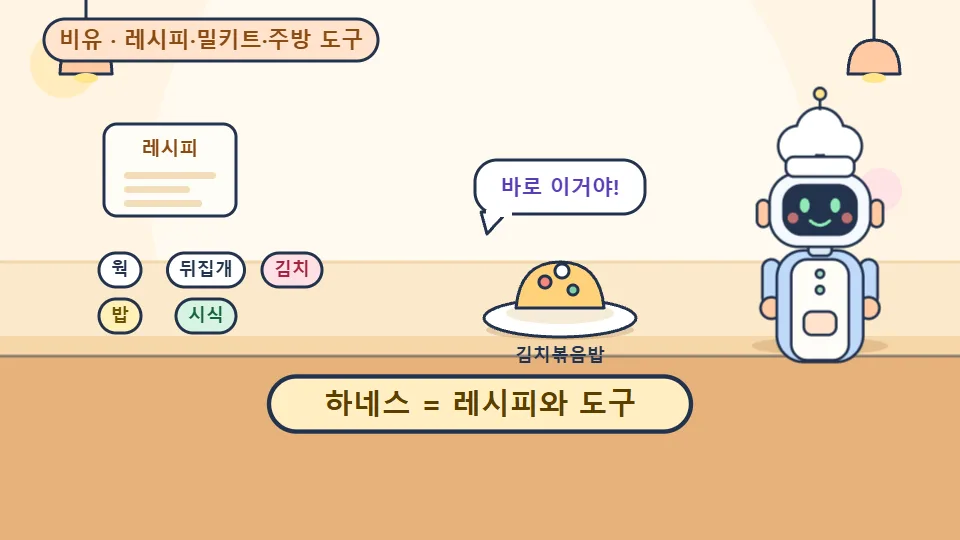 비유 · 레시피·밀키트·주방 도구
레시피
바로 이거야!
웍 뒤집개 김치
밥 시식
김치볶음밥
하네스 = 레시피와 도구